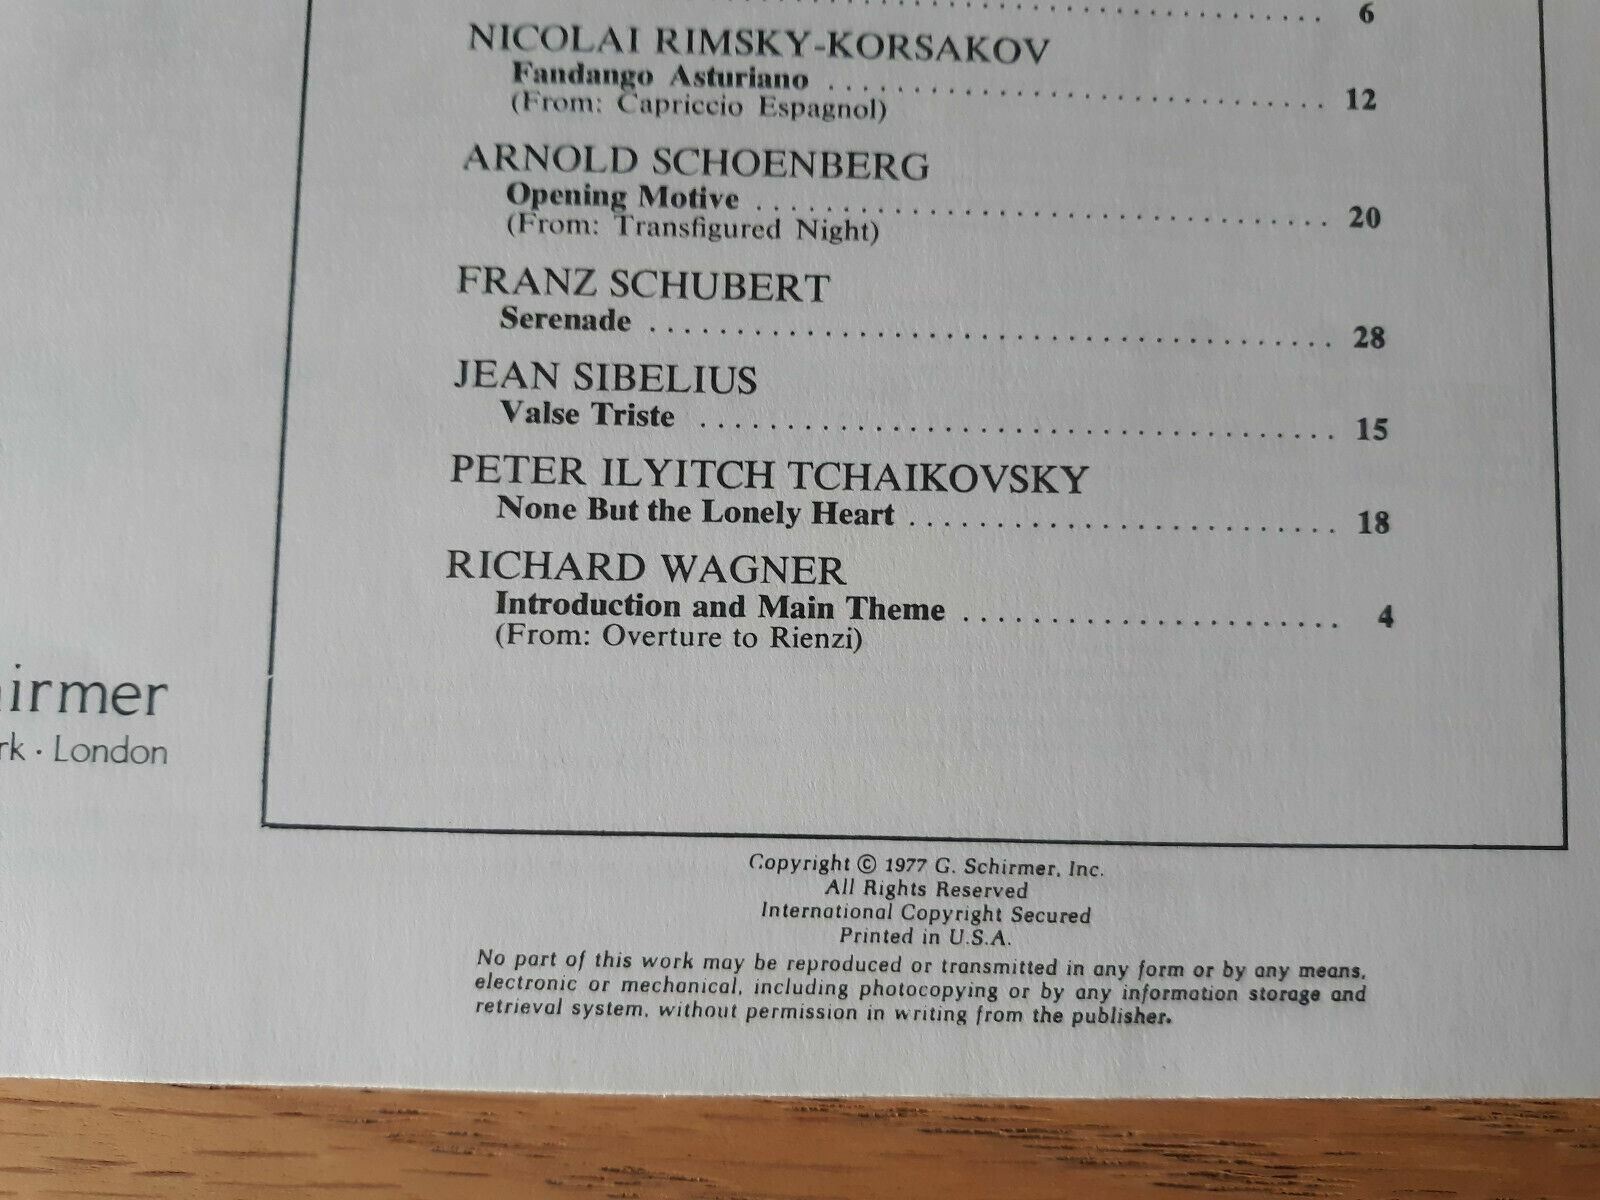 6
NICOLAI RIMSKY-KORSAKOV
Fandango Asturiano 12
(From: Capriccio Espagnol)
ARNOLD SCHOENBERG
Opening Motive 20
(From: Transfigured Night)
FRANZ SCHUBERT
Serenade 28
JEAN SIBELIUS
Valse Triste 15
PETER ILYITCH TCHAIKOVSKY
None But the Lonely Heart 18
RICHARD WAGNER
Introduction and Main Theme 4
(From: Overture to Rienzi)
irmer
rk · London
Copyright © 1977 G. Schirmer, Inc.
All Rights Reserved
International Copyright Secured
Printed in U.S.A.
No part of this work may be reproduced or transmitted in any form or by any means,
electronic or mechanical, including photocopying or by any information storage and
retrieval system, without permission in writing from the publisher.